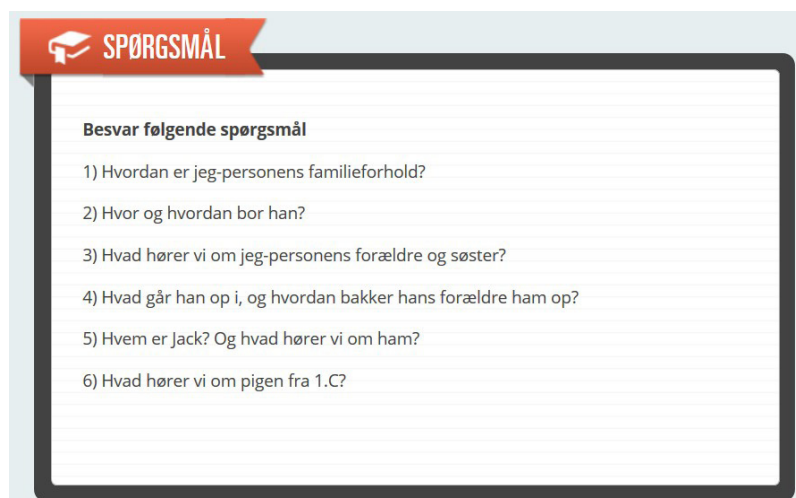 SPØRGSMÅL
Besvar følgende spørgsmål
1) Hvordan er jeg-personens familieforhold?
2) Hvor og hvordan bor han?
3) Hvad hører vi om jeg-personens forældre og søster?
4) Hvad går han op i, og hvordan bakker hans forældre ham op?
5) Hvem er Jack? Og hvad hører vi om ham?
6) Hvad hører vi om pigen fra 1.C?